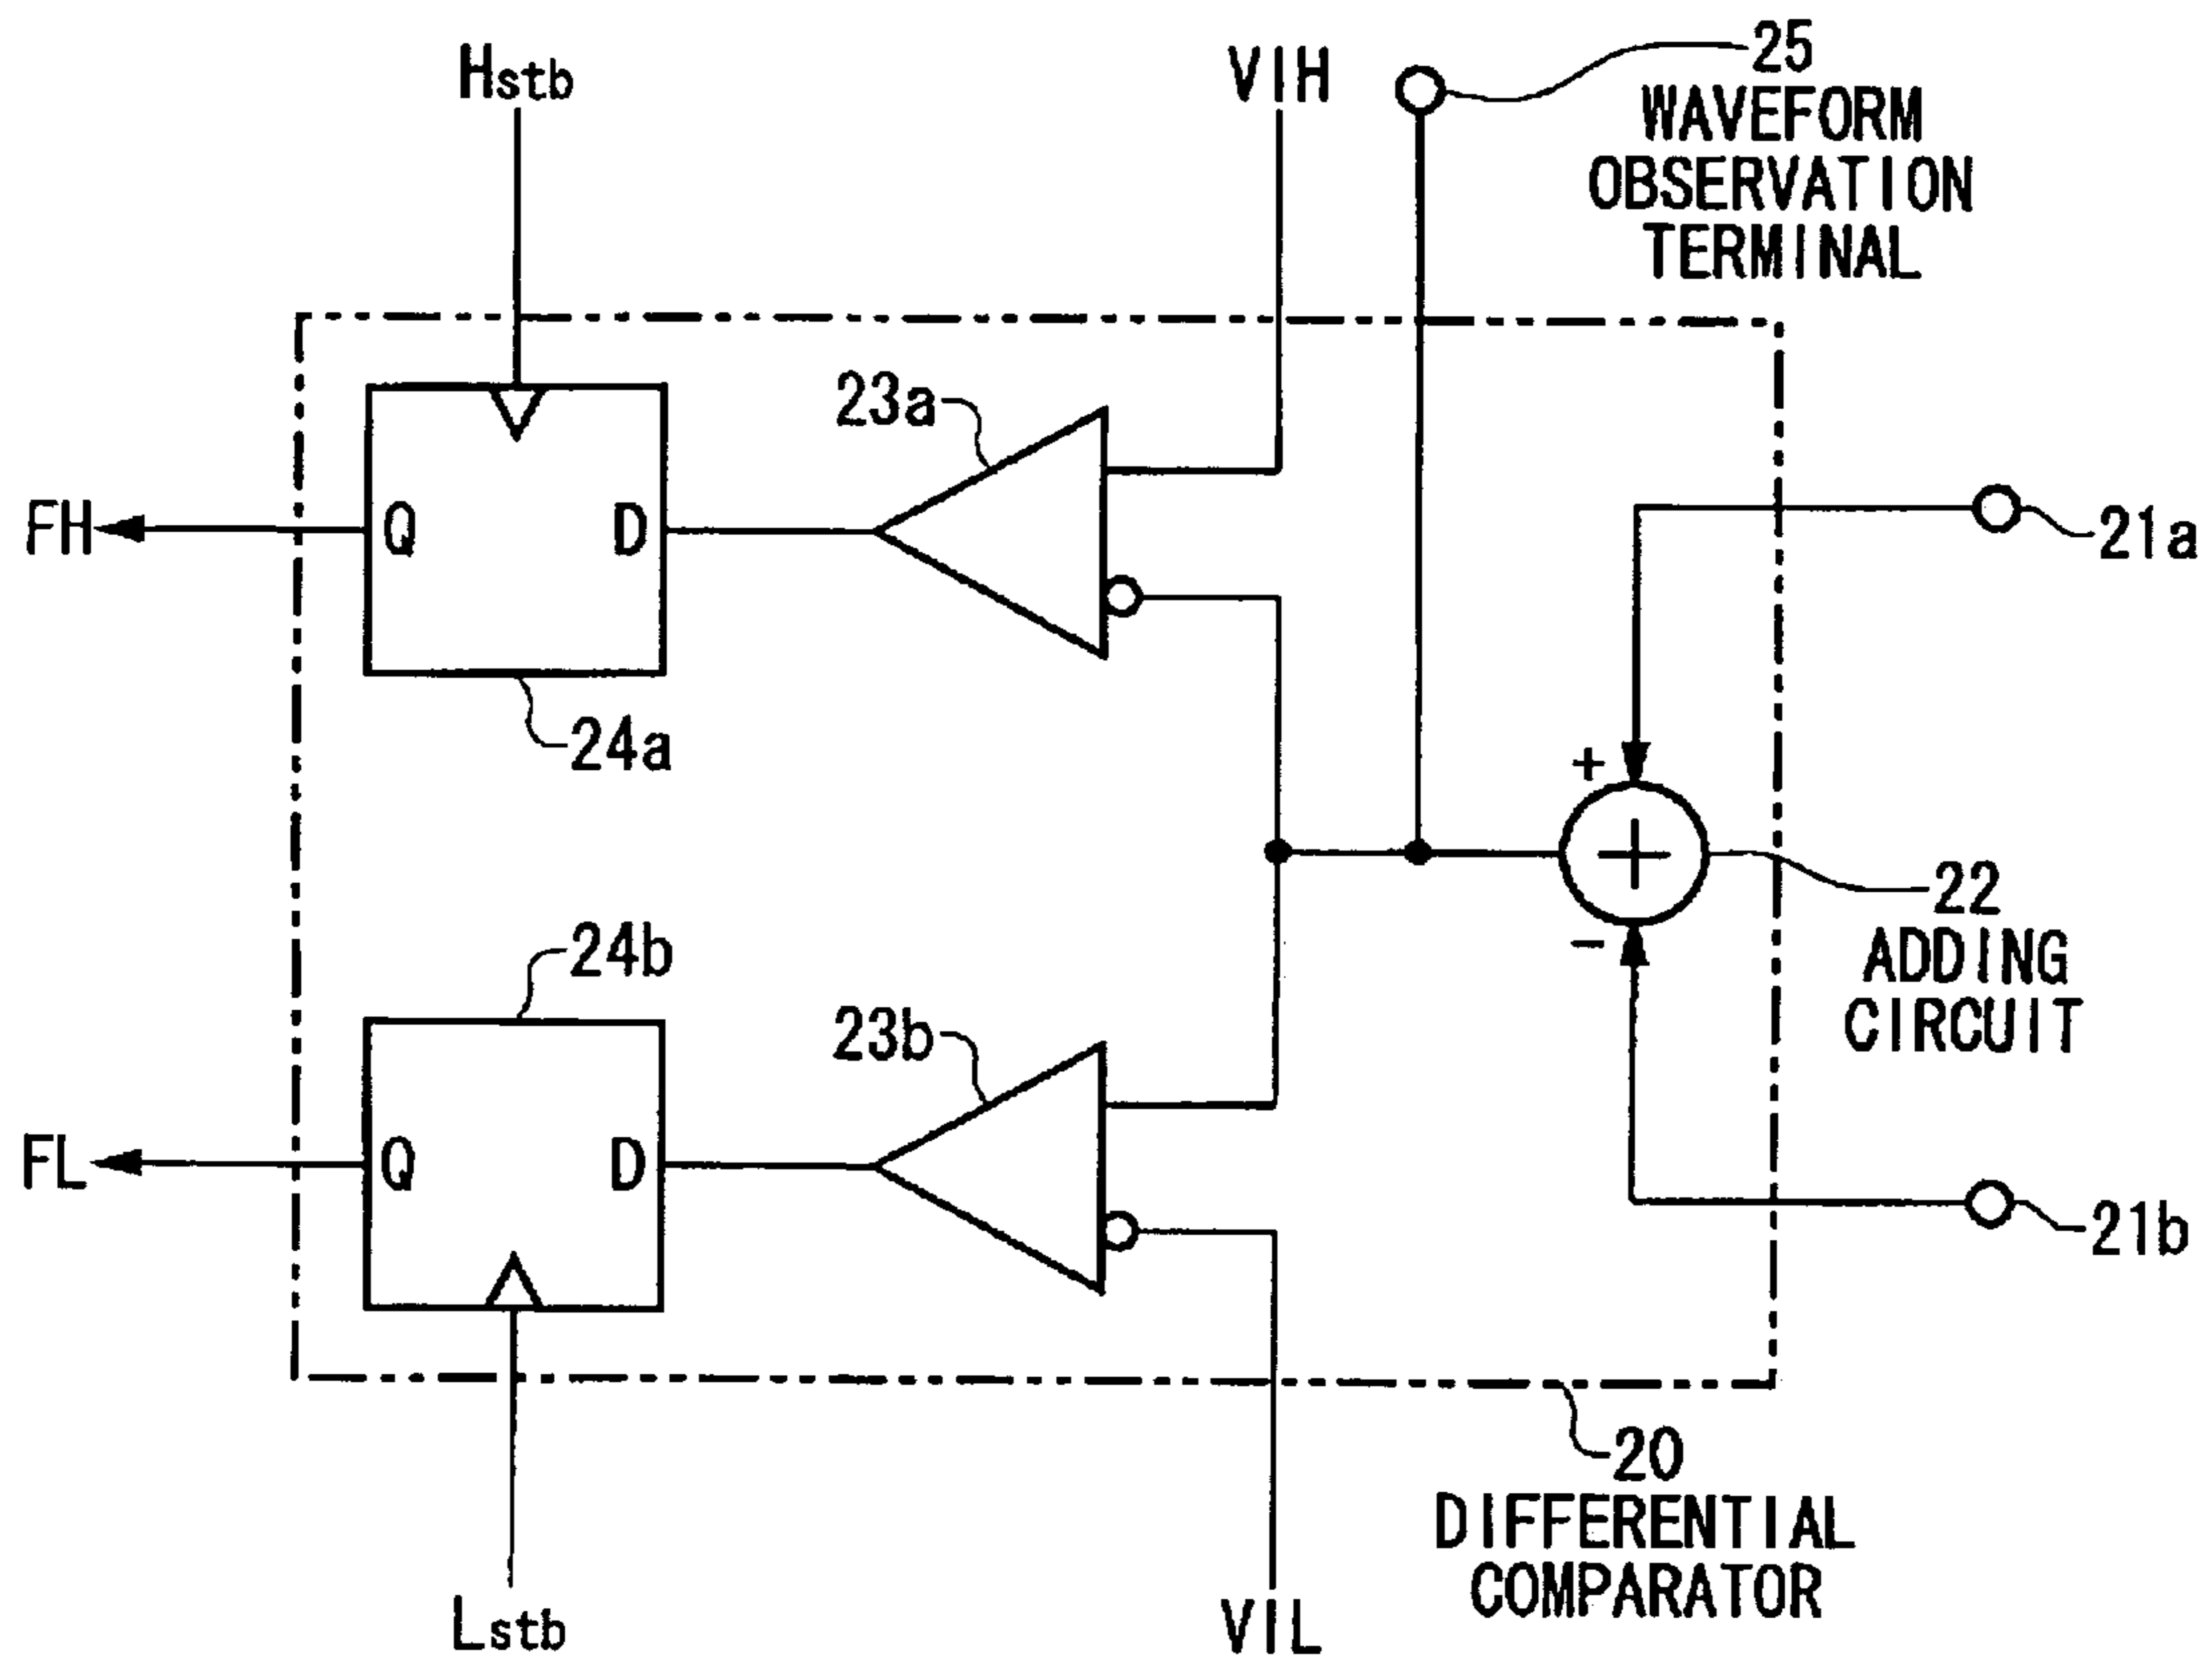 Hstb
VIH
25
WAVEFORM
OBSERVATION
TERMINAL
23a
FH
Q
D
21a
24a
+
+
-
22
ADDING
CIRCUIT
24b
23b
FL
Q
D
21b
20
DIFFERENTIAL
COMPARATOR
Lstb
VIL